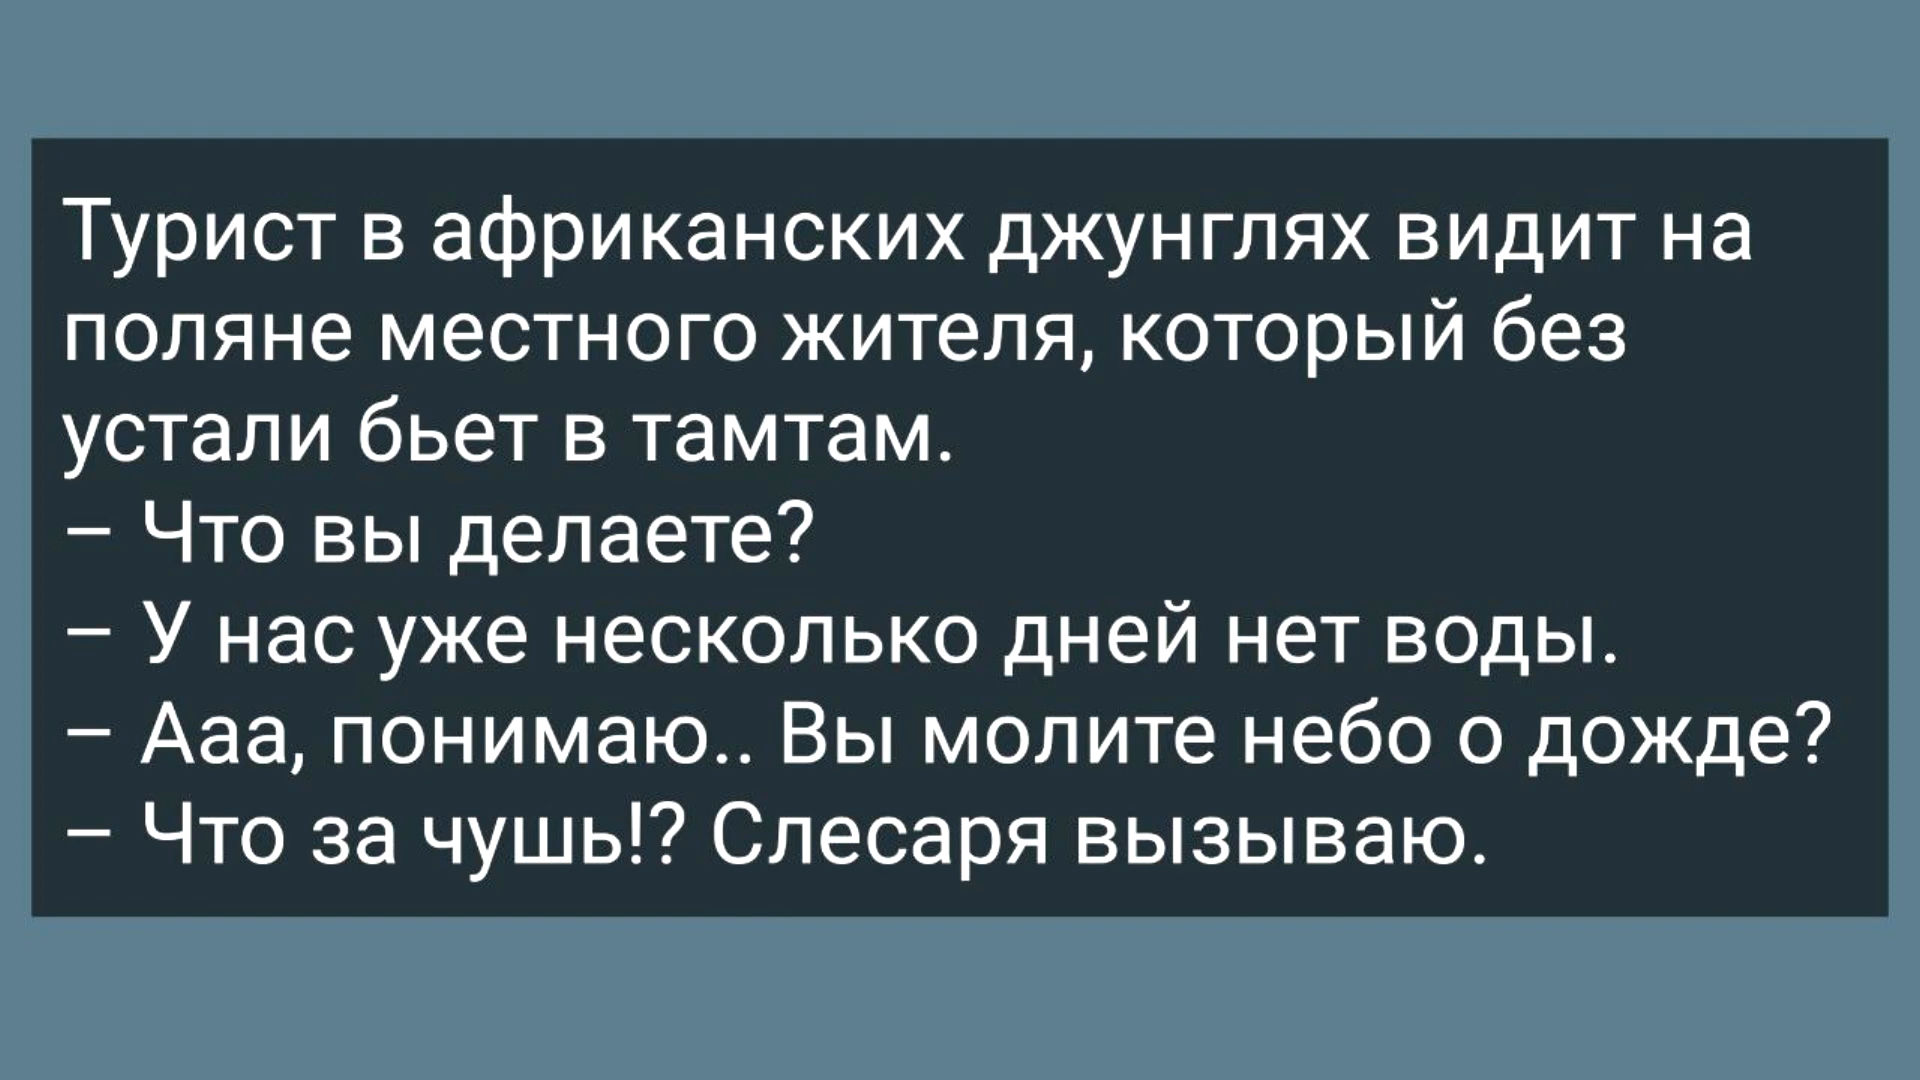 Турист в африканских джунглях видит на
поляне местного жителя, который без
устали бьет в тамтам.
– Что вы делаете?
– У нас уже несколько дней нет воды.
– Ааа, понимаю.. Вы молите небо о дожде?
– Что за чушь!? Слесаря вызываю.